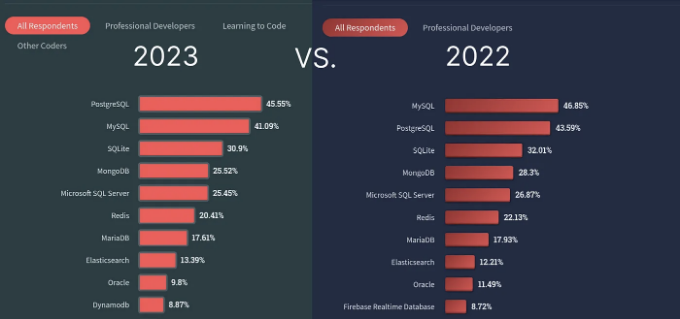 All Respondents
Professional Developers
Learning to Code
Other Coders
2023
PostgreSQL 45.55%
MySQL 41.09%
SQLite 30.9%
MongoDB 25.52%
Microsoft SQL Server 25.45%
Redis 20.41%
MariaDB 17.61%
Elasticsearch 13.39%
Oracle 9.8%
Dynamodb 8.87%
VS.
All Respondents
Professional Developers
2022
MySQL 46.85%
PostgreSQL 43.59%
SQLite 32.01%
MongoDB 28.3%
Microsoft SQL Server 26.87%
Redis 22.13%
MariaDB 17.93%
Elasticsearch 12.21%
Oracle 11.49%
Firebase Realtime Database 8.72%